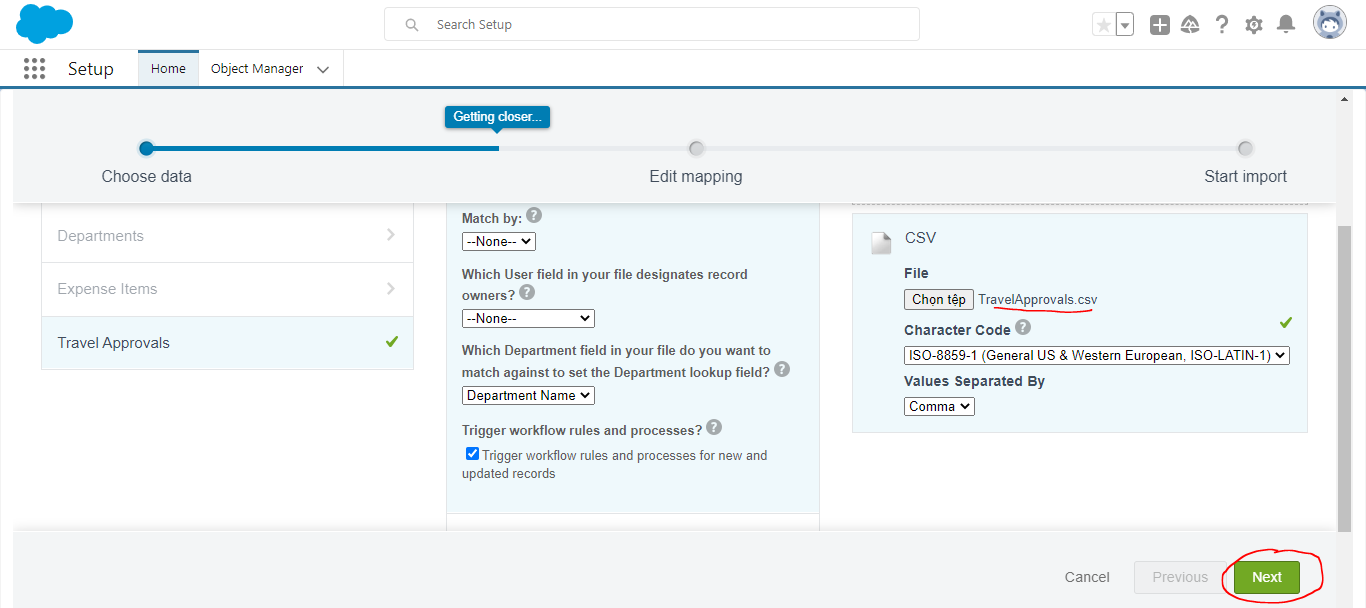 Search Setup
Setup
Home
Object Manager
Getting closer...
Choose data
Edit mapping
Start import
Departments
Expense Items
Travel Approvals
Match by:
--None--
Which User field in your file designates record
owners?
--None--
Which Department field in your file do you want to
match against to set the Department lookup field?
Department Name
Trigger workflow rules and processes?
Trigger workflow rules and processes for new and
updated records
CSV
File
Chọn tệp TravelApprovals.csv
Character Code
ISO-8859-1 (General US & Western European, ISO-LATIN-1)
Values Separated By
Comma
Cancel
Previous
Next